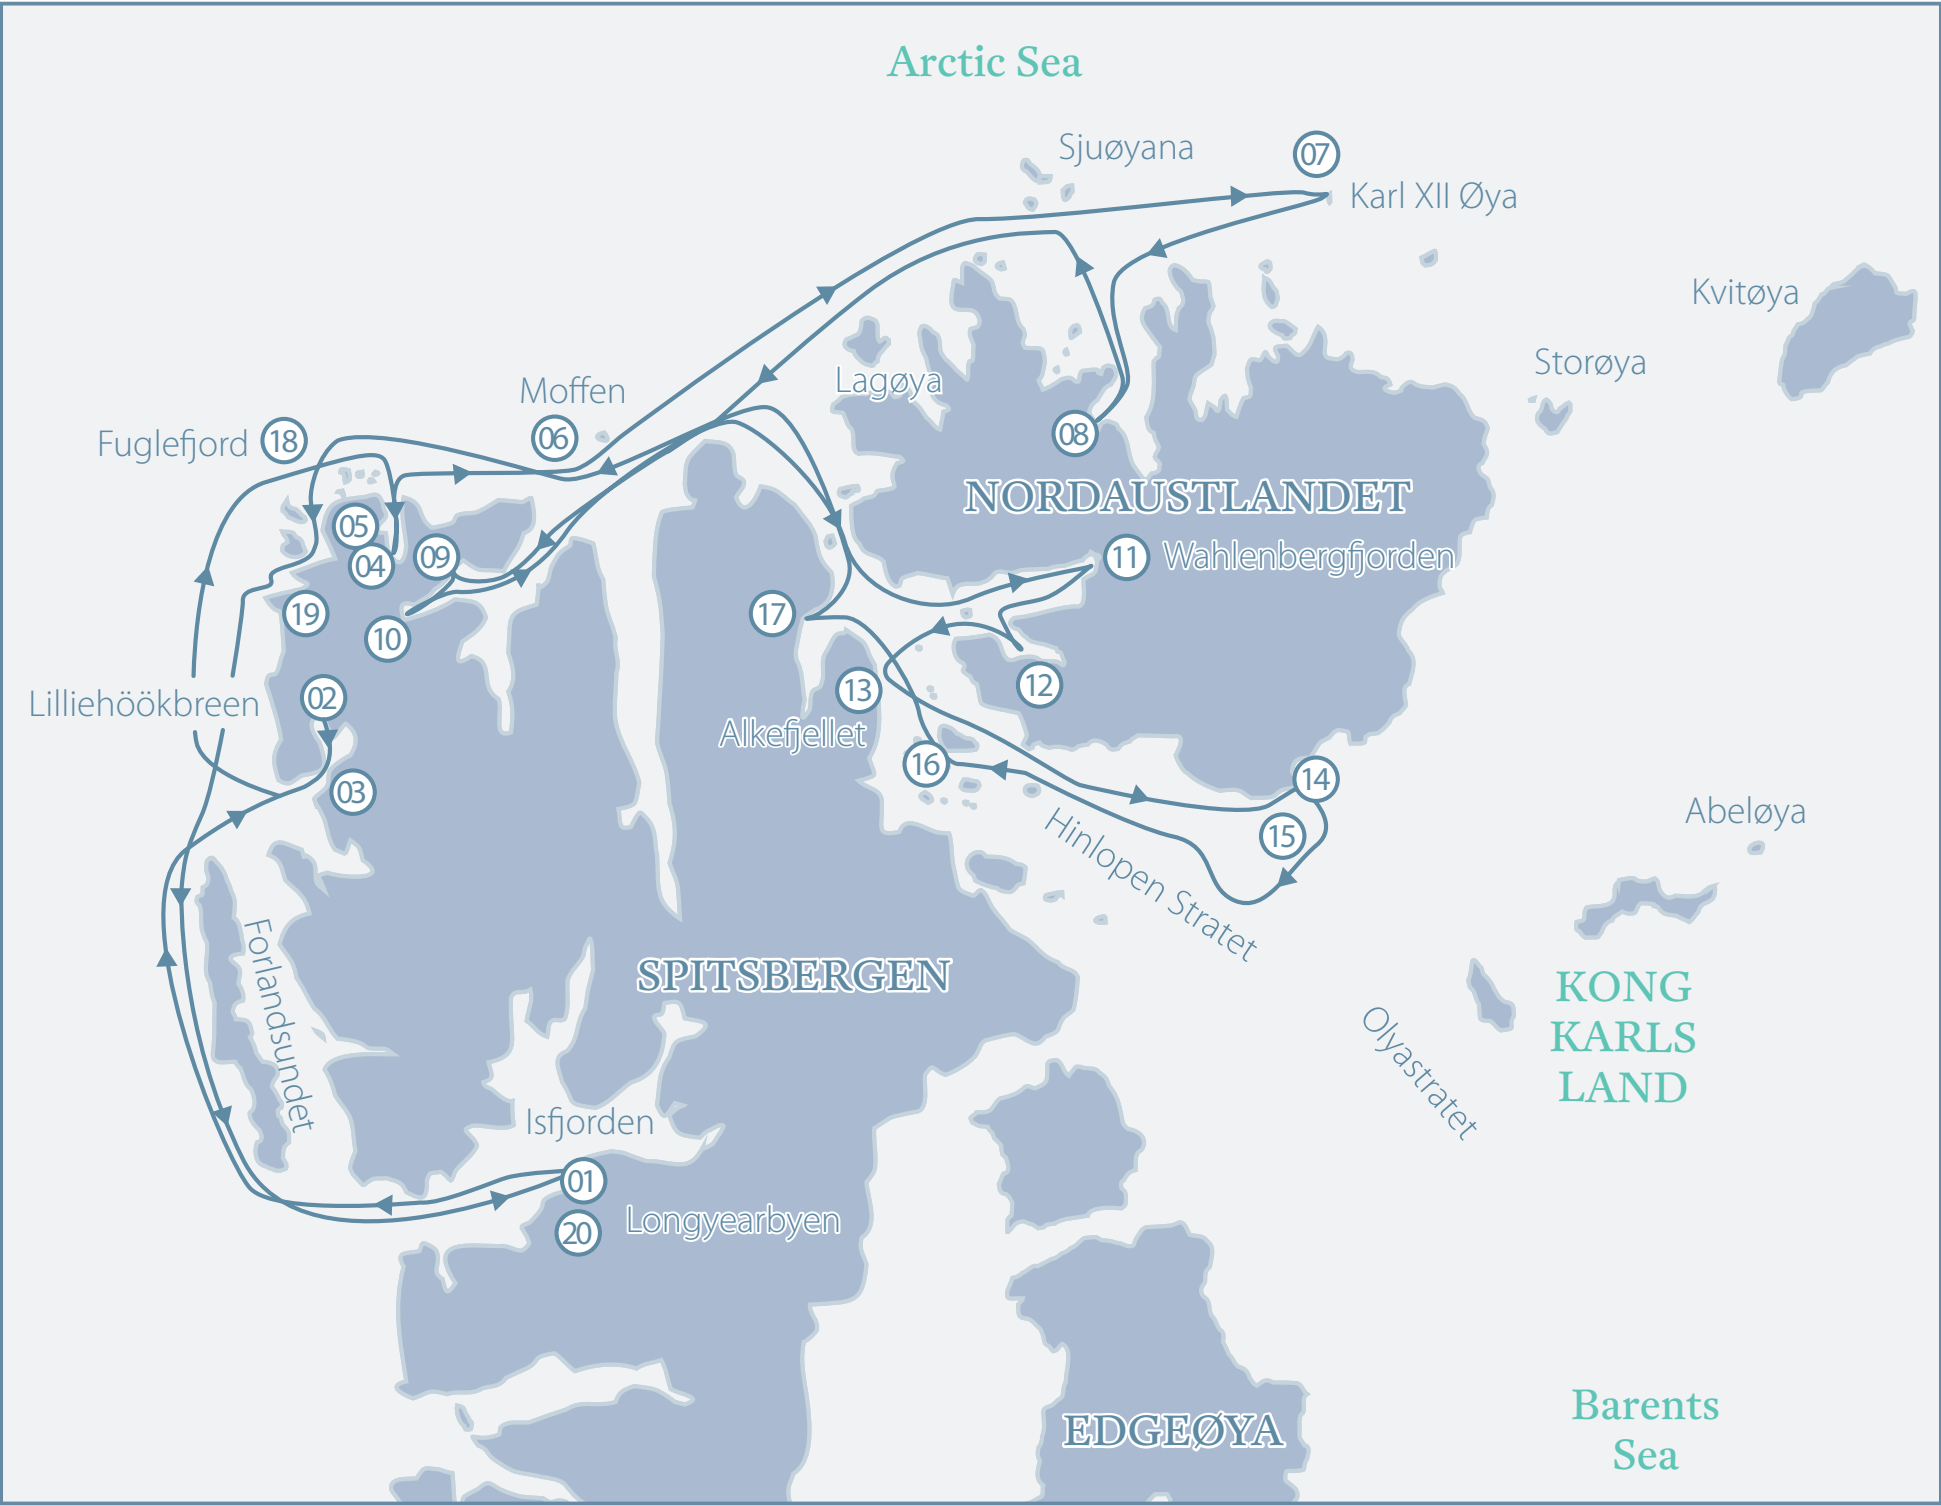 Arctic Sea
Sjuøyana
07
Karl XII Øya
Kvitøya
Storøya
Moffen
Lagøya
Fuglefjord
18
06
08
NORDAUSTLANDET
05
04
09
11
Wahlenbergfjorden
19
10
17
Lilliehöökbreen
02
13
12
Alkefjellet
16
14
03
15
Abeløya
Hinlopen Stratet
Forlandsundet
SPITSBERGEN
KONG
KARLS
LAND
Olyastratet
Isfjorden
01
20
Longyearbyen
EDGEØYA
Barents
Sea